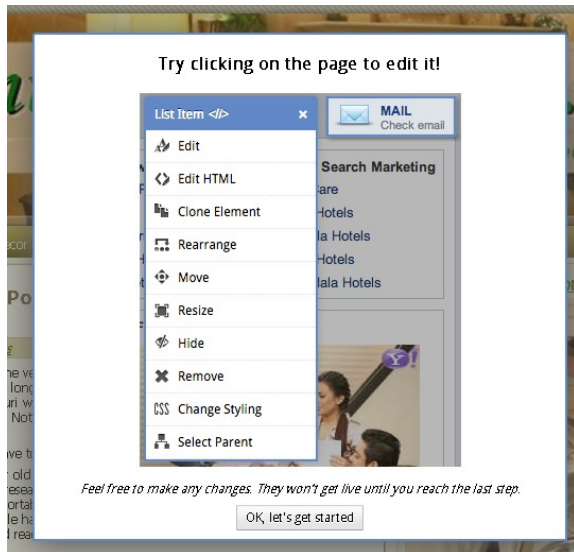 Try clicking on the page to edit it!
List Item <li> ×
MAIL
Check email
Edit
Search Marketing
Edit HTML
Clone Element
Hotels
Rearrange
la Hotels
Move
Hotels
lala Hotels
Resize
Hide
Y!
Remove
CSS Change Styling
Select Parent
Feel free to make any changes. They won't get live until you reach the last step.
OK, let's get started